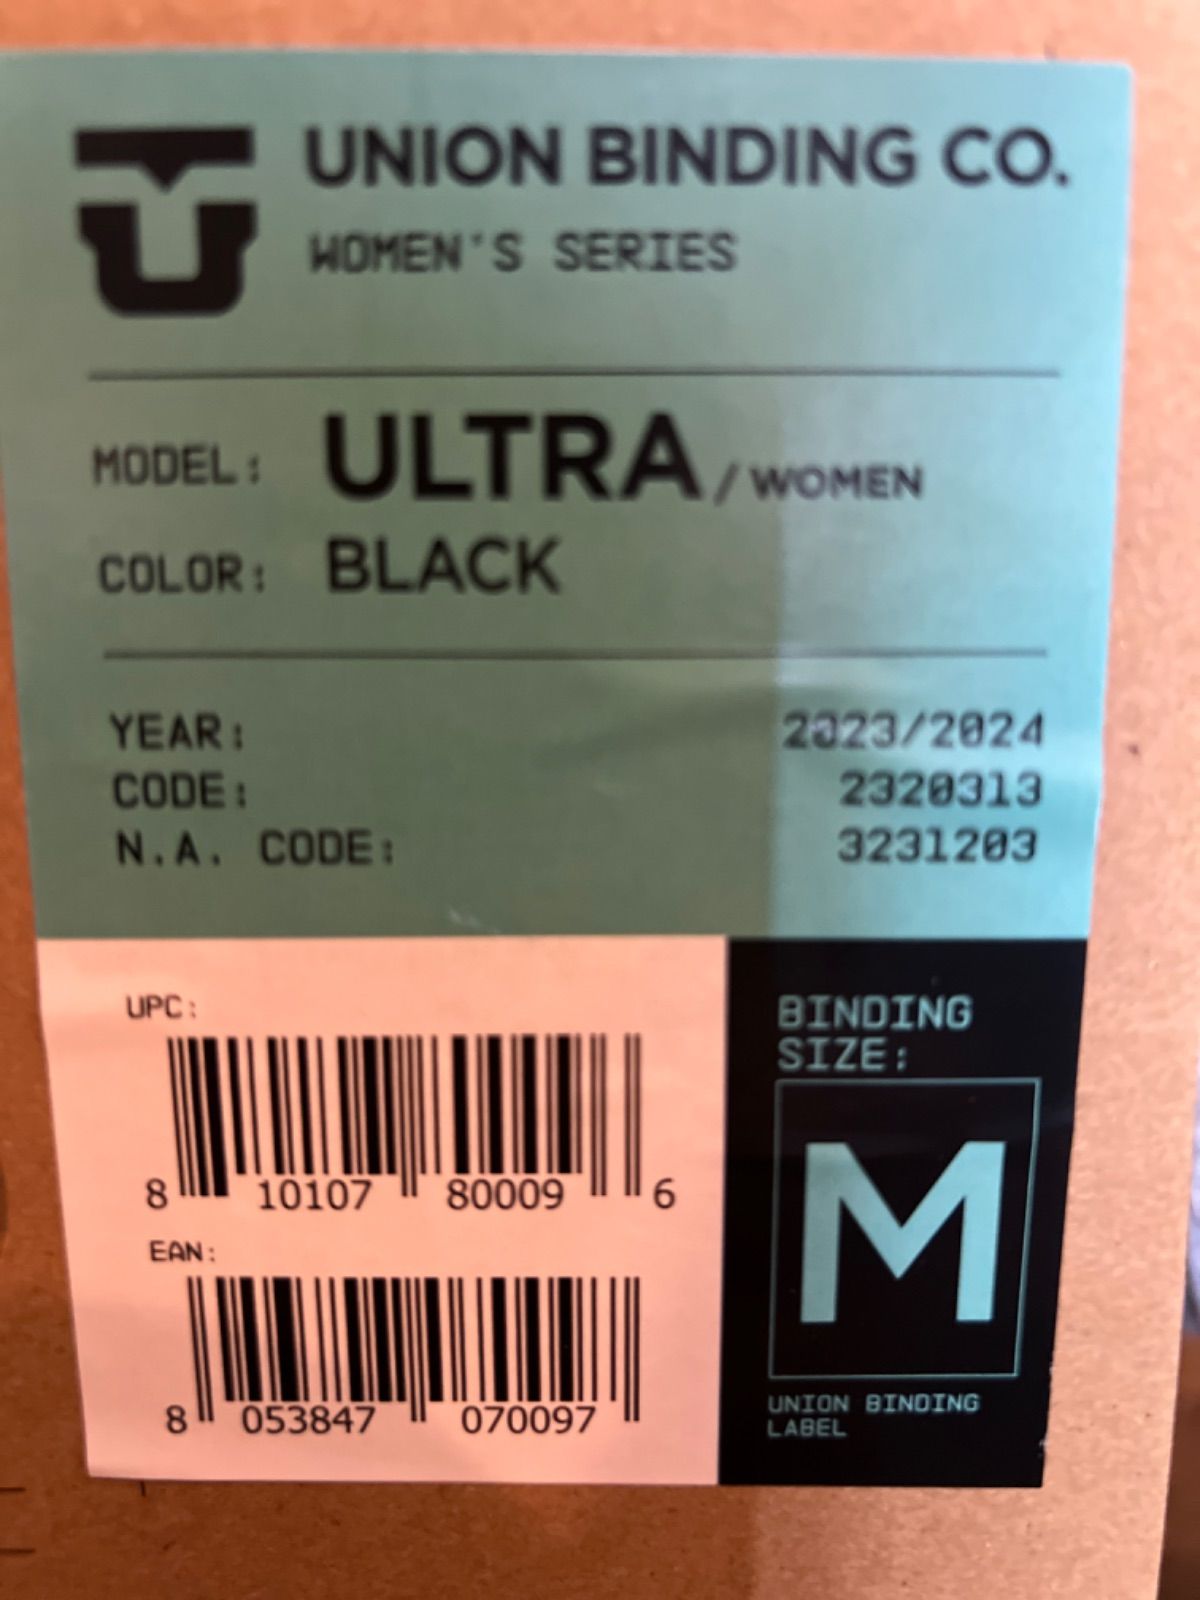 UNION BINDING CO.
WOMEN'S SERIES
MODEL: ULTRA / WOMEN
COLOR: BLACK
YEAR: 2023/2024
CODE: 2320313
N.A. CODE: 3231203
UPC:
8 10107 80009 6
EAN:
8 053847 070097
BINDING
SIZE:
M
UNION BINDING
LABEL